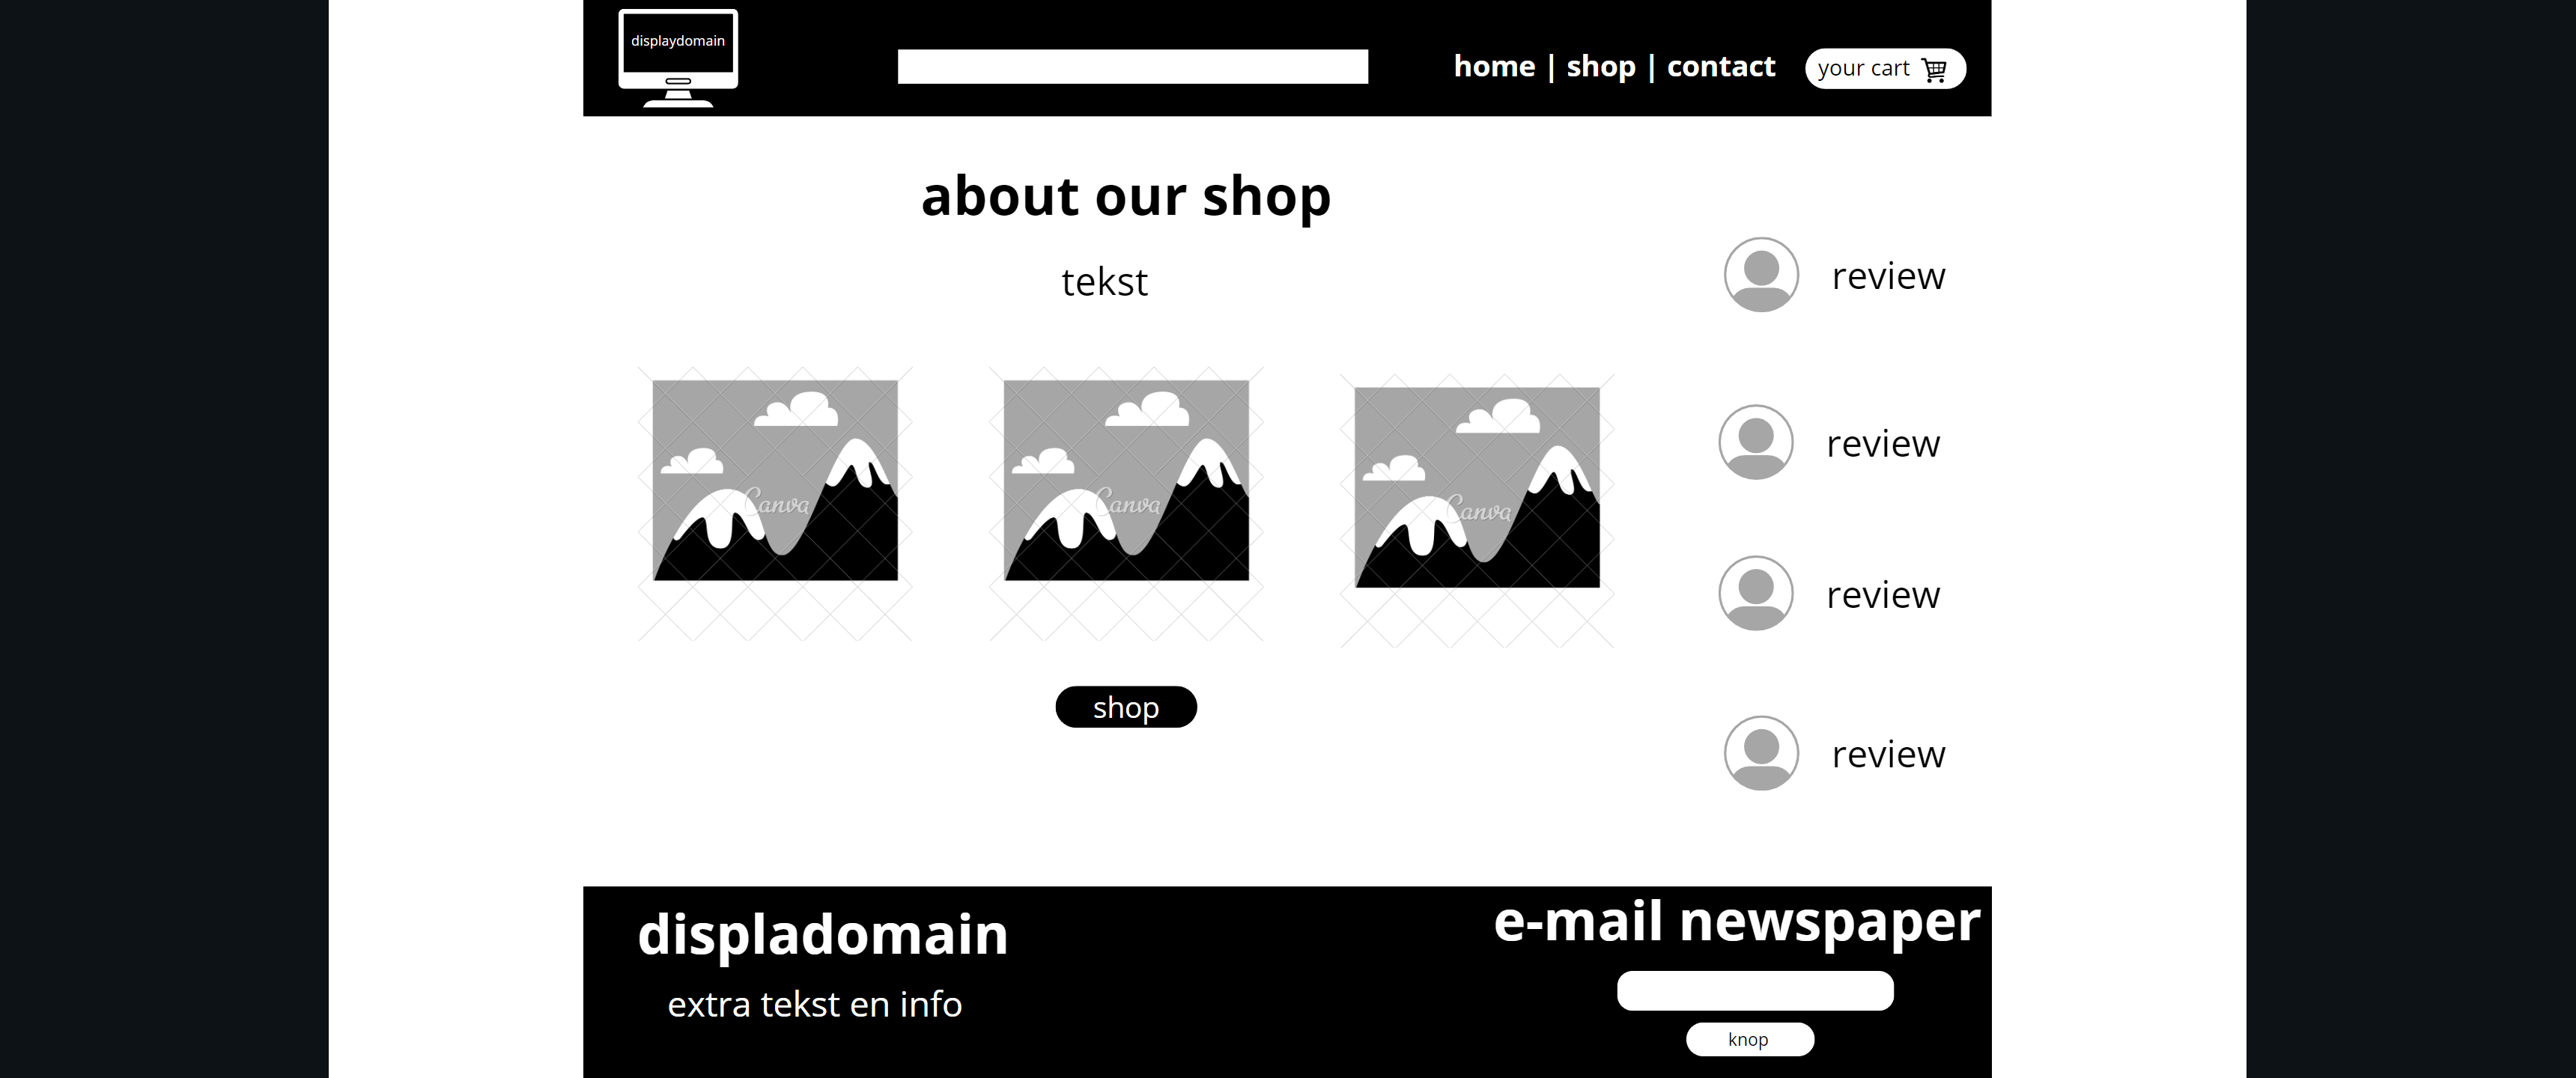 displaydomain
home | shop | contact
your cart
about our shop
tekst
review
Canva
Canva
Canva
review
review
shop
review
displadomain
extra tekst en info
e-mail newspaper
knop